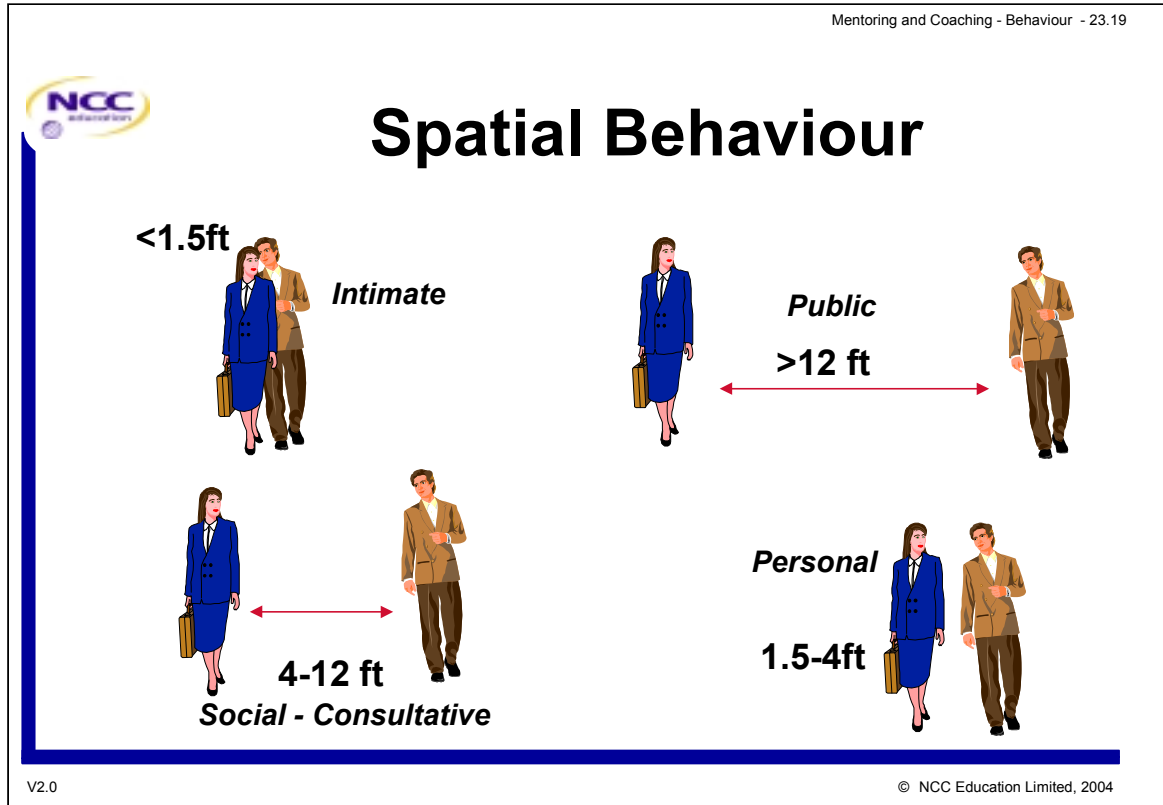 Mentoring and Coaching - Behaviour - 23.19
NCC
education
Spatial Behaviour
<1.5ft
Intimate
Public
>12 ft
4-12 ft
Social - Consultative
Personal
1.5-4ft
V2.0
© NCC Education Limited, 2004